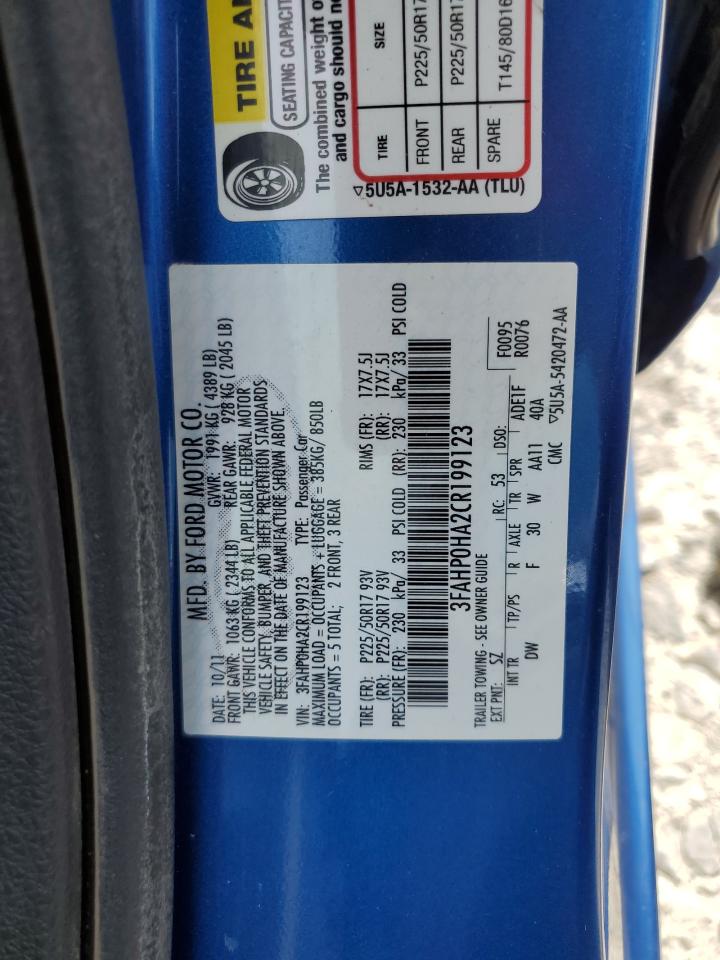 TIRE
SEATING CAPACIT
The combined weight o
and cargo should n
TIRE SIZE
FRONT P225/50R17
REAR P225/50R17
SPARE T145/80D16
▽5U5A-1532-AA (TLU)
MFD. BY FORD MOTOR CO.
DATE: 10/11 GVWR: 1991 KG ( 4389 LB)
FRONT GAWR: 1063 KG ( 2344 LB) REAR GAWR: 928 KG ( 2045 LB)
THIS VEHICLE CONFORMS TO ALL APPLICABLE FEDERAL MOTOR
VEHICLE SAFETY, BUMPER, AND THEFT PREVENTION STANDARDS
IN EFFECT ON THE DATE OF MANUFACTURE SHOWN ABOVE.
VIN: 3FAHP0HA2CR199123 TYPE: Passenger Car
MAXIMUM LOAD = OCCUPANTS + LUGGAGE = 385KG/ 850LB
OCCUPANTS = 5 TOTAL: 2 FRONT, 3 REAR
TIRE (FR): P225/50R17 93V RIMS (FR): 17X7.5J
(RR): P225/50R17 93V (RR): 17X7.5J
PRESSURE (FR): 230 kPa/ 33 PSI COLD (RR): 230 kPa/ 33 PSI COLD
3FAHP0HA2CR199123
TRAILER TOWING - SEE OWNER GUIDE F0095
EXT PNT: SZ RC: 53 DSO: R0076
INT TR TP/PS R AXLE TR SPR ADE1F
DW F 30 W AA11 40A
CMC ▽5U5A-5420472-AA